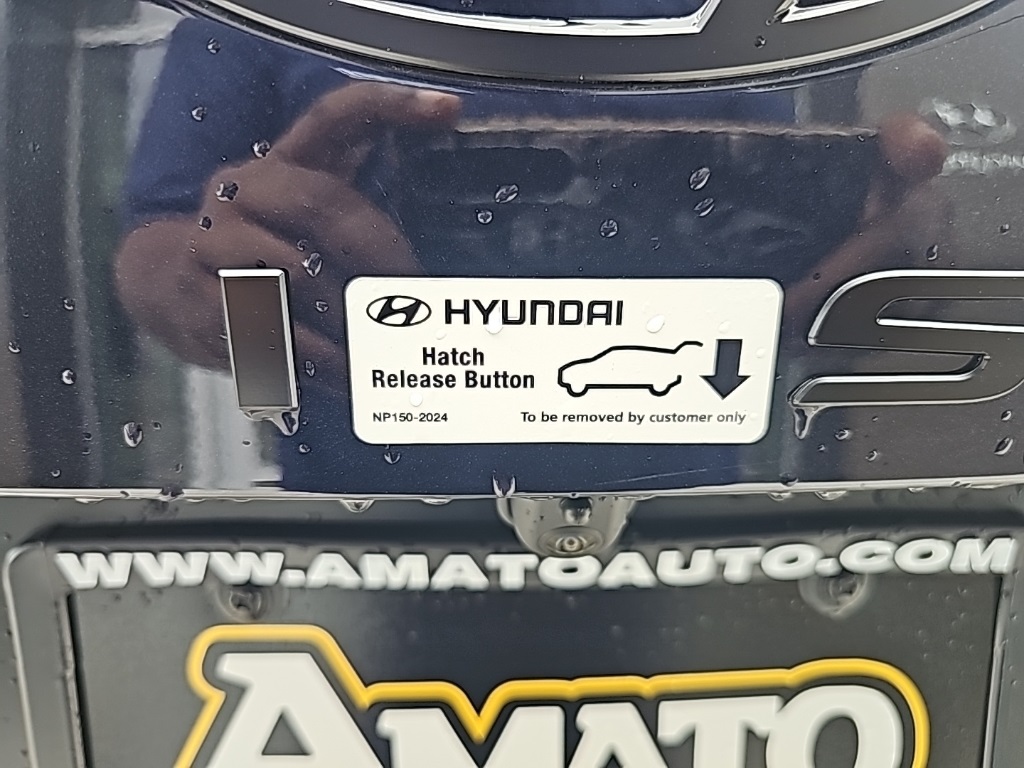 HYUNDAI
Hatch
Release Button
NP150-2024 To be removed by customer only
I S
WWW.AMATOAUTO.COM
AMATO